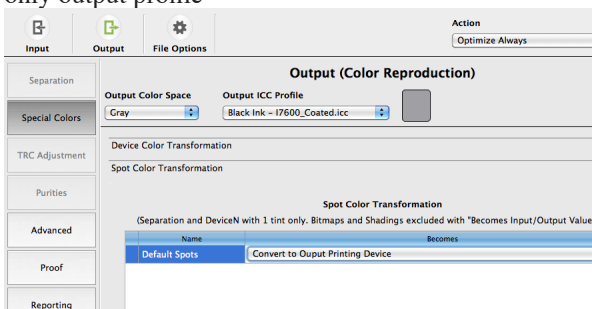 only output profile
Action
Input Output File Options
Optimize Always
Separation
Output (Color Reproduction)
Output Color Space Output ICC Profile
Special Colors
Gray Black Ink - I7600_Coated.icc
Device Color Transformation
TRC Adjustment
Spot Color Transformation
Purities
Spot Color Transformation
(Separation and DeviceN with 1 tint only. Bitmaps and Shadings excluded with "Becomes Input/Output Value
Advanced
Name Becomes
Default Spots Convert to Ouput Printing Device
Proof
Reporting